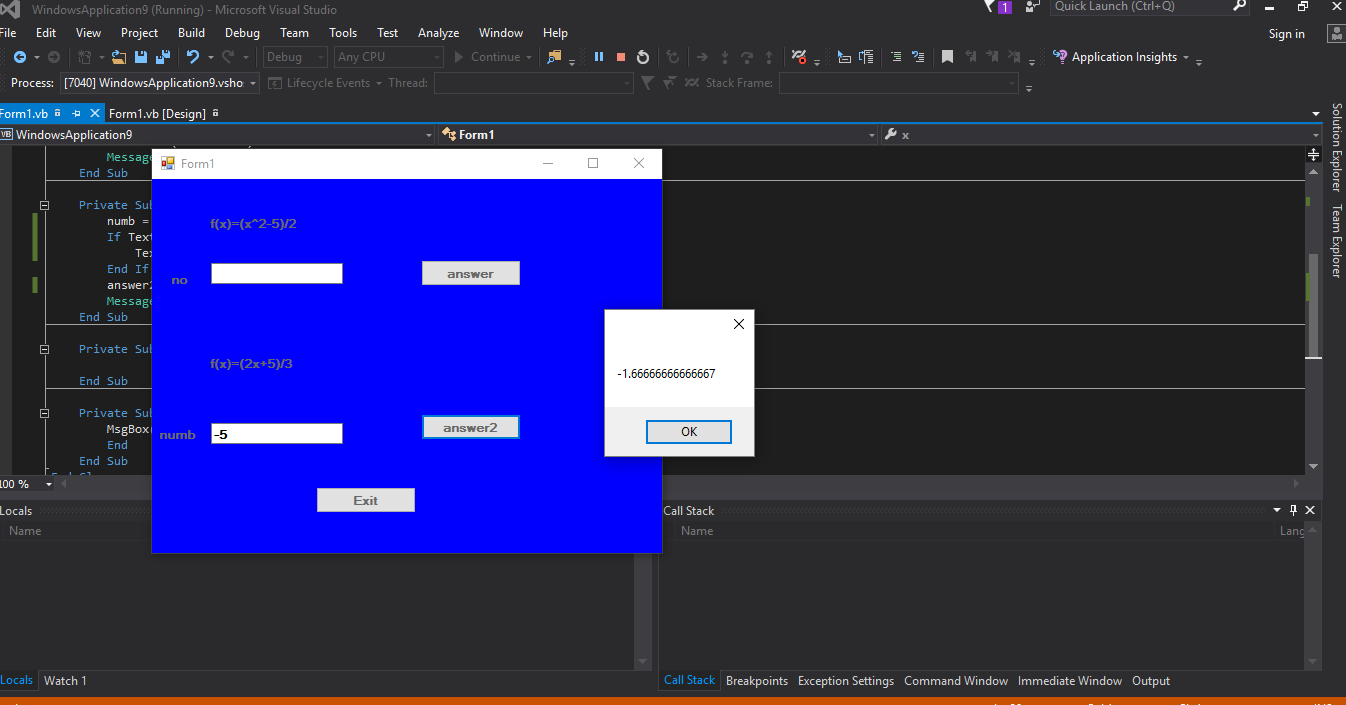 WindowsApplication9 (Running) - Microsoft Visual Studio
1
Quick Launch (Ctrl+Q)
File Edit View Project Build Debug Team Tools Test Analyze Window Help
Sign in
Debug Any CPU Continue Application Insights
Process: [7040] WindowsApplication9.vsho Lifecycle Events Thread: Stack Frame:
Form1.vb Form1.vb [Design]
VB WindowsApplication9 Form1 x
Solution Explorer
Team Explorer
Message
End Sub
Private Sub
numb =
If Text
Tex
End If
answer2
Message
End Sub
Private Sub
End Sub
Private Sub
MsgBox
End
End Sub
Form1
f(x)=(x^2-5)/2
no
answer
f(x)=(2x+5)/3
numb
-5
answer2
Exit
-1.66666666666667
OK
100 %
Locals
Name
Call Stack
Name Lang
Locals Watch 1
Call Stack Breakpoints Exception Settings Command Window Immediate Window Output